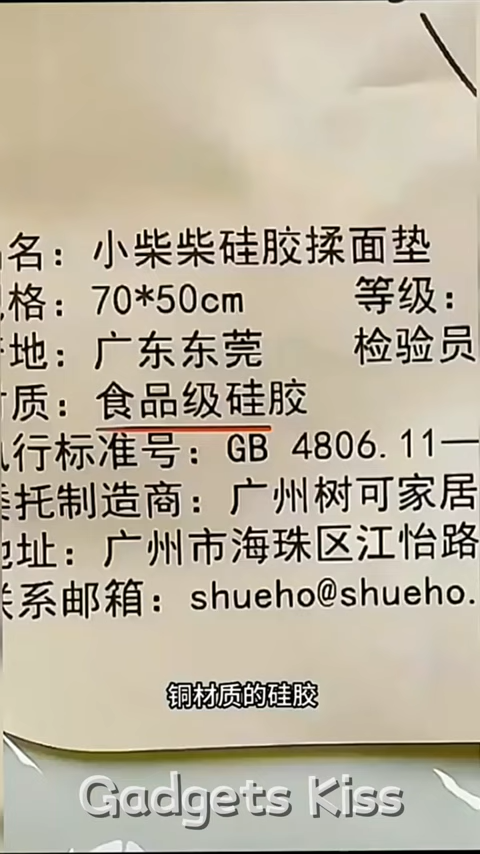 名：小柴柴硅胶揉面垫
格：70*50cm 等级：
地：广东东莞 检验员
质：食品级硅胶
行标准号：GB 4806.11—
托制造商：广州树可家居
址：广州市海珠区江怡路
系邮箱：shueho@shueho.
铜材质的硅胶
Gadgets Kiss